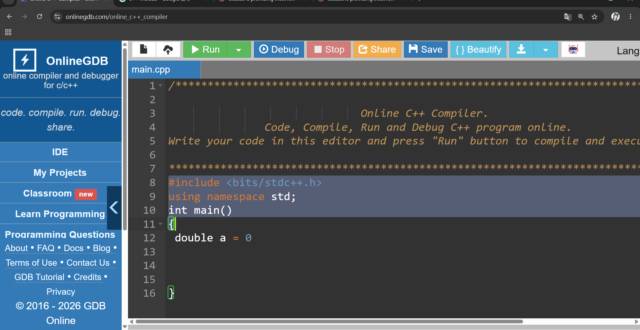 onlinegdb.com/online_c++_compiler
OnlineGDB
online compiler and debugger
for c/c++
code. compile. run. debug.
share.
IDE
My Projects
Classroom new
Learn Programming
Programming Questions
About • FAQ • Docs • Blog •
Terms of Use • Contact Us •
GDB Tutorial • Credits •
Privacy
© 2016 - 2026 GDB
Online
Run
Debug
Stop
Share
Save
{ } Beautify
Lang
main.cpp
1 /******************************************************************************
2
3 Online C++ Compiler.
4 Code, Compile, Run and Debug C++ program online.
5 Write your code in this editor and press "Run" button to compile and execu
6
7 *******************************************************************************
8 #include <bits/stdc++.h>
9 using namespace std;
10 int main()
11 {
12 double a = 0
13
14
15
16 }